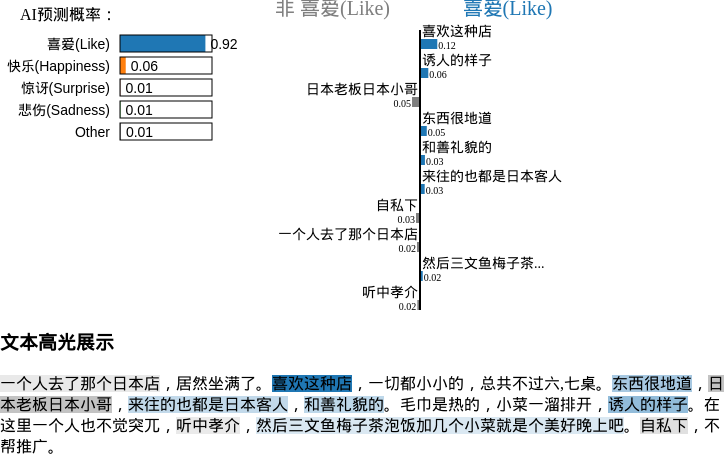 AI预测概率：
喜爱(Like) 0.92
快乐(Happiness) 0.06
惊讶(Surprise) 0.01
悲伤(Sadness) 0.01
Other 0.01
非 喜爱(Like) 喜爱(Like)
喜欢这种店
0.12
诱人的样子
0.06
日本老板日本小哥
0.05
东西很地道
0.05
和善礼貌的
0.03
来往的也都是日本客人
0.03
自私下
0.03
一个人去了那个日本店
0.02
然后三文鱼梅子茶...
0.02
听中孝介
0.02
文本高光展示
一个人去了那个日本店，居然坐满了。喜欢这种店，一切都小小的，总共不过六,七桌。东西很地道，日
本老板日本小哥，来往的也都是日本客人，和善礼貌的。毛巾是热的，小菜一溜排开，诱人的样子。在
这里一个人也不觉突兀，听中孝介，然后三文鱼梅子茶泡饭加几个小菜就是个美好晚上吧。自私下，不
帮推广。